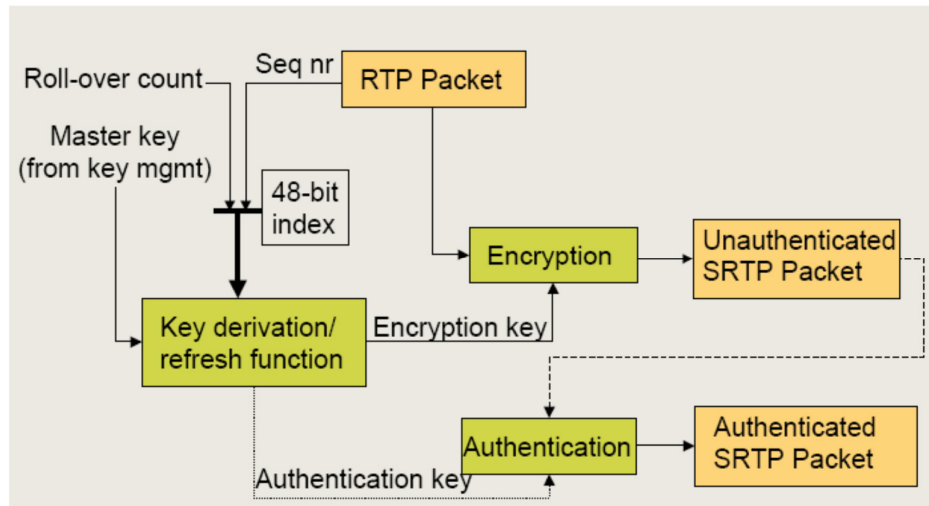 Seq nr
RTP Packet
Roll-over count
Master key
(from key mgmt)
48-bit
index
Encryption
Unauthenticated
SRTP Packet
Key derivation/
refresh function
Encryption key
Authentication
Authenticated
SRTP Packet
Authentication key